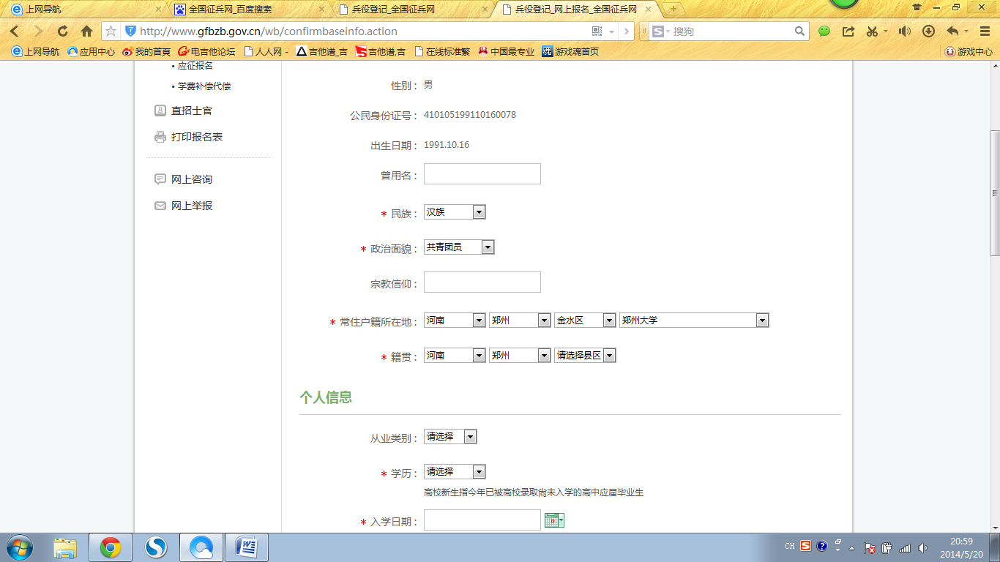 上网导航 全国征兵网_百度搜索 兵役登记_全国征兵网 兵役登记_网上报名_全国征兵网
http://www.gfbzb.gov.cn/wb/confirmbaseinfo.action 搜狗
上网导航 应用中心 我的首页 电吉他论坛 人人网 - 吉他谱_吉 吉他谱,吉 在线标准繁 中国最专业 游戏魂首页 游戏中心
• 应征报名
• 学费补偿代偿
直招士官
打印报名表
网上咨询
网上举报
性别： 男
公民身份证号： 410105199110160078
出生日期： 1991.10.16
曾用名：
* 民族： 汉族
* 政治面貌： 共青团员
宗教信仰：
* 常住户籍所在地： 河南 郑州 金水区 郑州大学
* 籍贯： 河南 郑州 请选择县区
个人信息
从业类别： 请选择
* 学历： 请选择
高校新生指今年已被高校录取尚未入学的高中应届毕业生
* 入学日期：
CH 20:59
2014/5/20